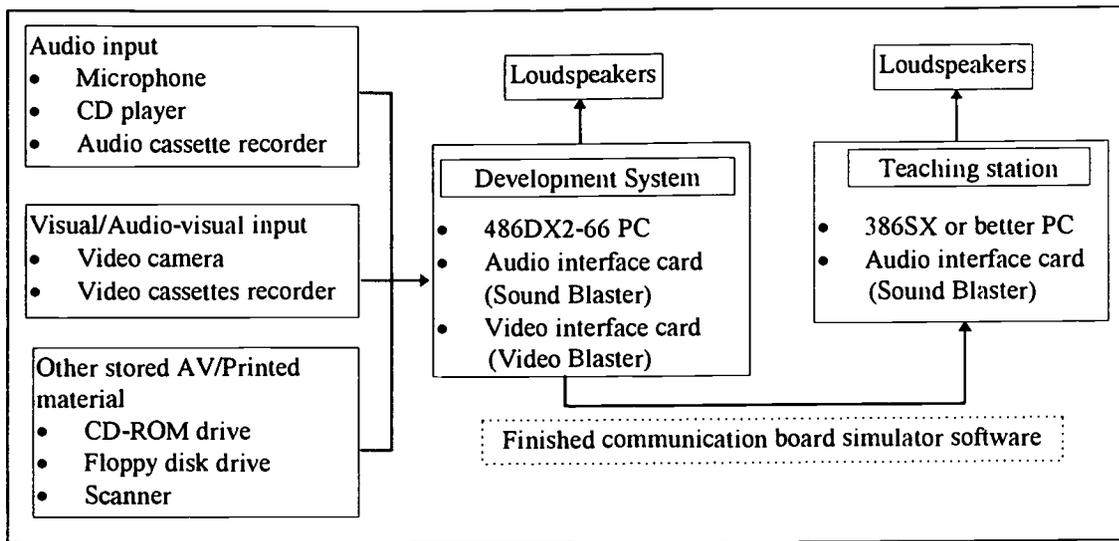 Audio input
• Microphone
• CD player
• Audio cassette recorder
Visual/Audio-visual input
• Video camera
• Video cassettes recorder
Other stored AV/Printed
material
• CD-ROM drive
• Floppy disk drive
• Scanner
Loudspeakers
Development System
• 486DX2-66 PC
• Audio interface card
(Sound Blaster)
• Video interface card
(Video Blaster)
Loudspeakers
Teaching station
• 386SX or better PC
• Audio interface card
(Sound Blaster)
Finished communication board simulator software